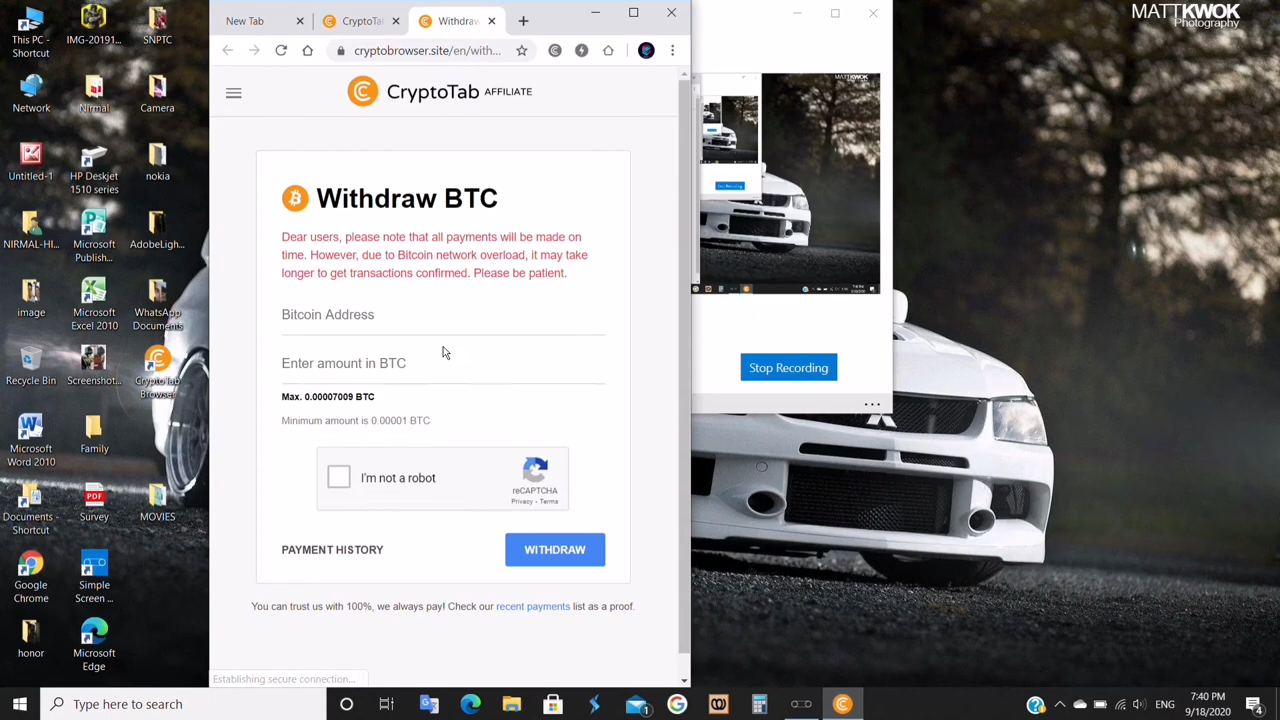 This PC -
Shortcut
IMG-20191...
SNPTC
Network
Nirmal
Camera
Untitled-1
HP Deskjet
1510 series
nokia
NIRMAL-HI...
Microsoft
Publish...
AdobeLigh...
image
Microsoft
Excel 2010
WhatsApp
Documents
Recycle Bin
Screenshot...
CryptoTab
Browser
Microsoft
Word 2010
Family
Documents -
Shortcut
PDF
Survey
MOVIES
Google
Chrome
Simple
Screen ...
honor
Microsoft
Edge
New Tab
CryptoTa
Withdraw
cryptobrowser.site/en/with...
CryptoTab AFFILIATE
Withdraw BTC
Dear users, please note that all payments will be made on
time. However, due to Bitcoin network overload, it may take
longer to get transactions confirmed. Please be patient.
Bitcoin Address
Enter amount in BTC
Max. 0.00007009 BTC
Minimum amount is 0.00001 BTC
I'm not a robot
reCAPTCHA
Privacy - Terms
PAYMENT HISTORY
WITHDRAW
You can trust us with 100%, we always pay! Check our recent payments list as a proof.
Establishing secure connection...
Stop Recording
MATTKWOK
Photography
Type here to search
ENG
7:40 PM
9/18/2020
4